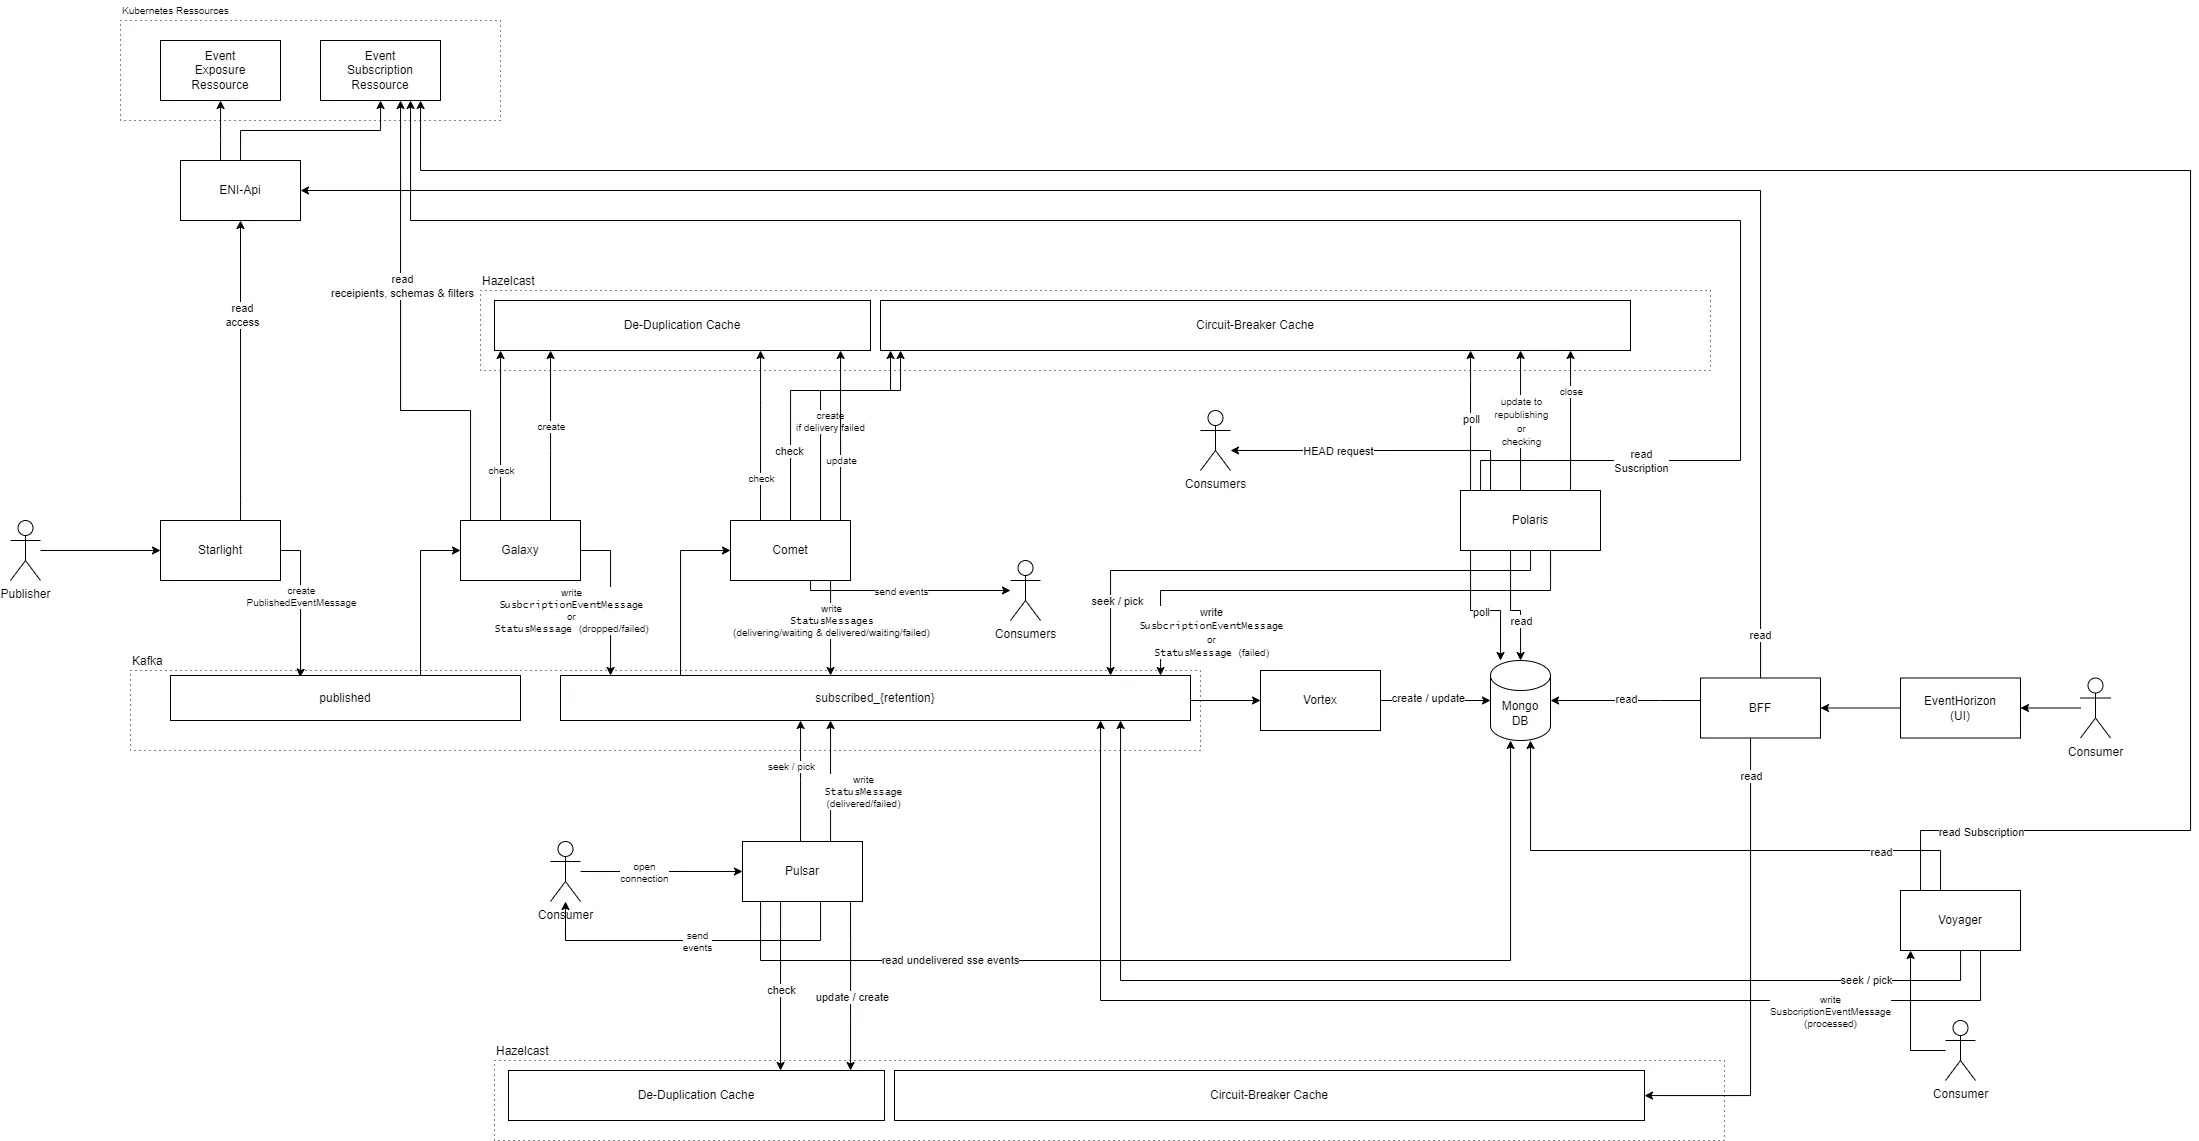 Kubernetes Ressources
Event
Exposure
Ressource
Event
Subscription
Ressource
ENI-Api
read
receipients, schemas & filters
read
access
Hazelcast
De-Duplication Cache
Circuit-Breaker Cache
check
create
check
check
create
if delivery failed
update
poll
update to
republishing
or
checking
close
HEAD request
read
Suscription
Consumers
Polaris
Publisher
Starlight
Galaxy
Comet
create
PublishedEventMessage
write
SusbcriptionEventMessage
or
StatusMessage (dropped/failed)
send events
Consumers
write
StatusMessages
(delivering/waiting & delivered/waiting/failed)
seek / pick
write
SusbcriptionEventMessage
or
StatusMessage (failed)
poll
read
read
Kafka
published
subscribed_{retention}
Vortex
create / update
Mongo
DB
read
BFF
EventHorizon
(UI)
Consumer
seek / pick
write
StatusMessage
(delivered/failed)
read
Consumer
open
connection
Pulsar
send
events
read undelivered sse events
check
update / create
read Subscription
read
Voyager
seek / pick
write
SusbcriptionEventMessage
(processed)
Consumer
Hazelcast
De-Duplication Cache
Circuit-Breaker Cache